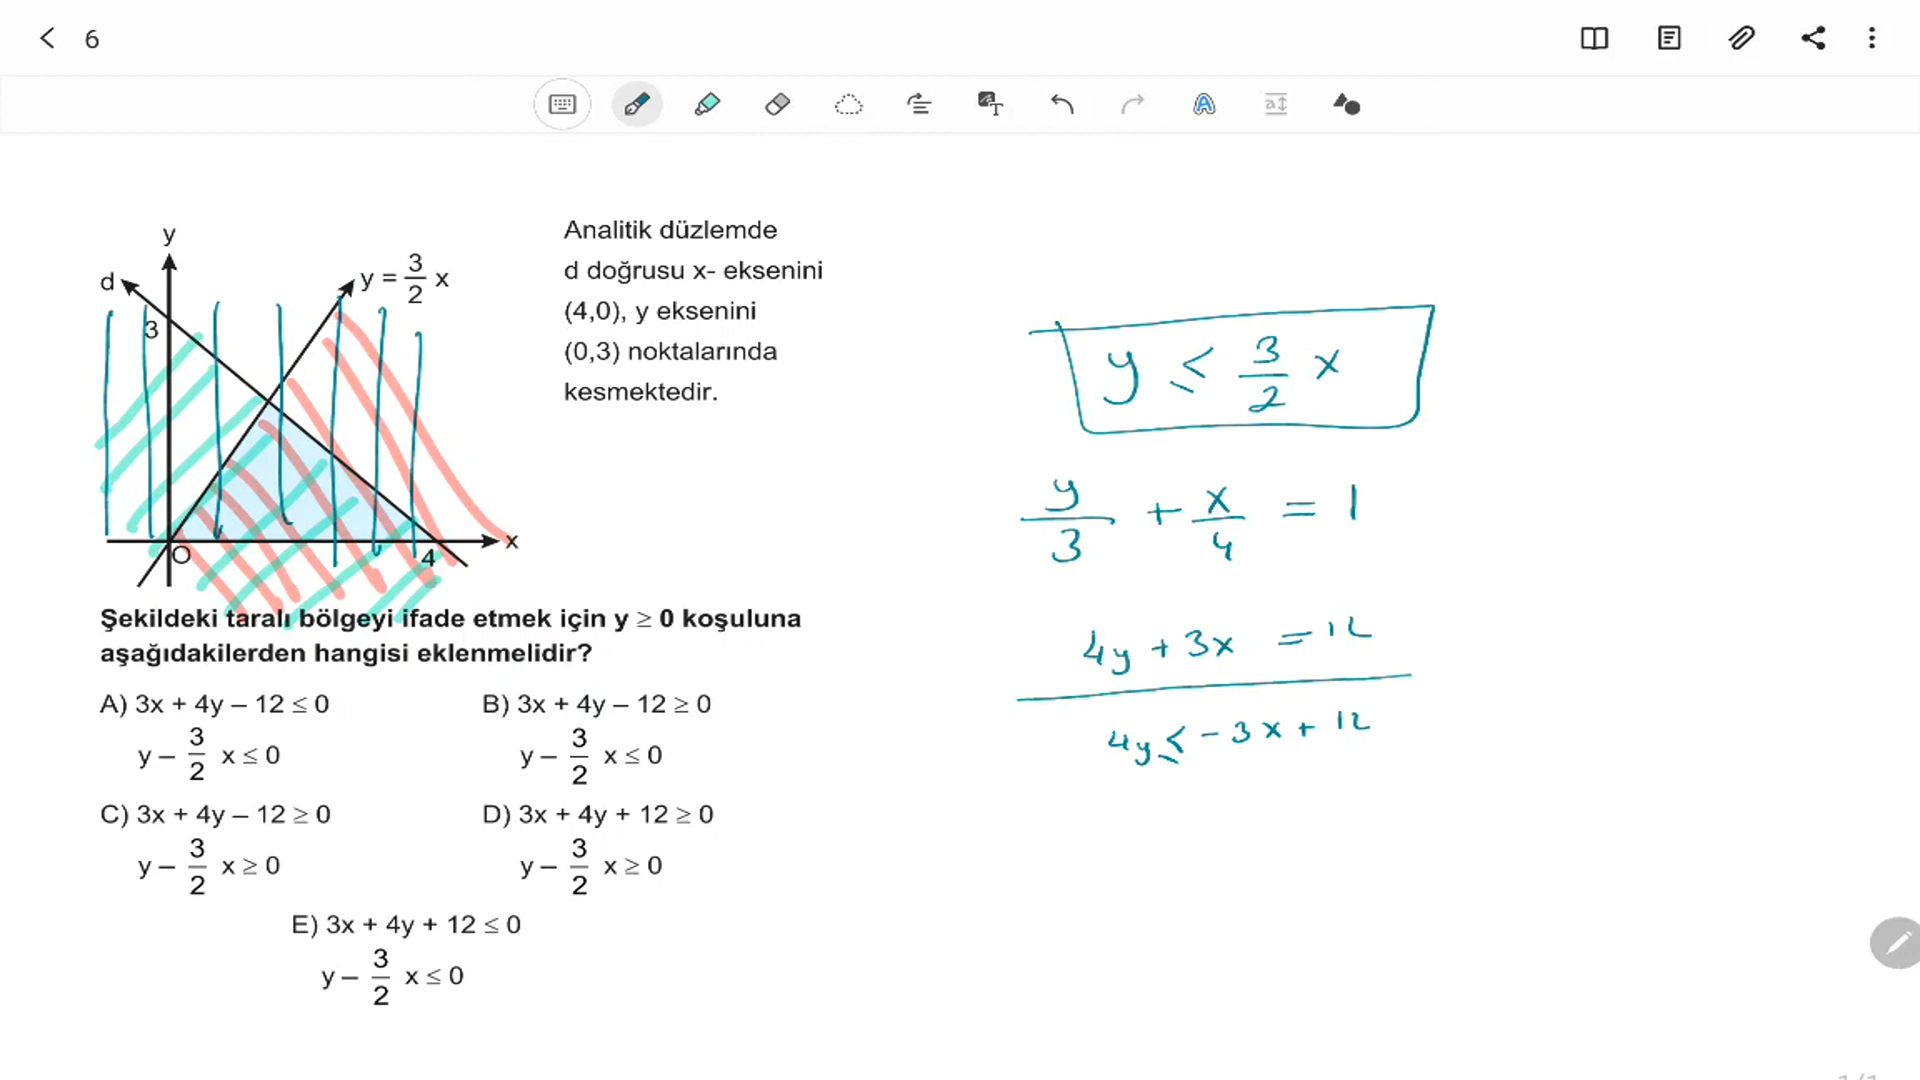 6
y
d
y = 3/2 x
3
O
4
x
Analitik düzlemde
d doğrusu x- eksenini
(4,0), y eksenini
(0,3) noktalarında
kesmektedir.
y ≤ 3/2 x
y/3 + x/4 = 1
4y + 3x = 12
4y ≤ -3x + 12
Şekildeki taralı bölgeyi ifade etmek için y ≥ 0 koşuluna
aşağıdakilerden hangisi eklenmelidir?
A) 3x + 4y – 12 ≤ 0
y – 3/2 x ≤ 0
B) 3x + 4y – 12 ≥ 0
y – 3/2 x ≤ 0
C) 3x + 4y – 12 ≥ 0
y – 3/2 x ≥ 0
D) 3x + 4y + 12 ≥ 0
y – 3/2 x ≥ 0
E) 3x + 4y + 12 ≤ 0
y – 3/2 x ≤ 0